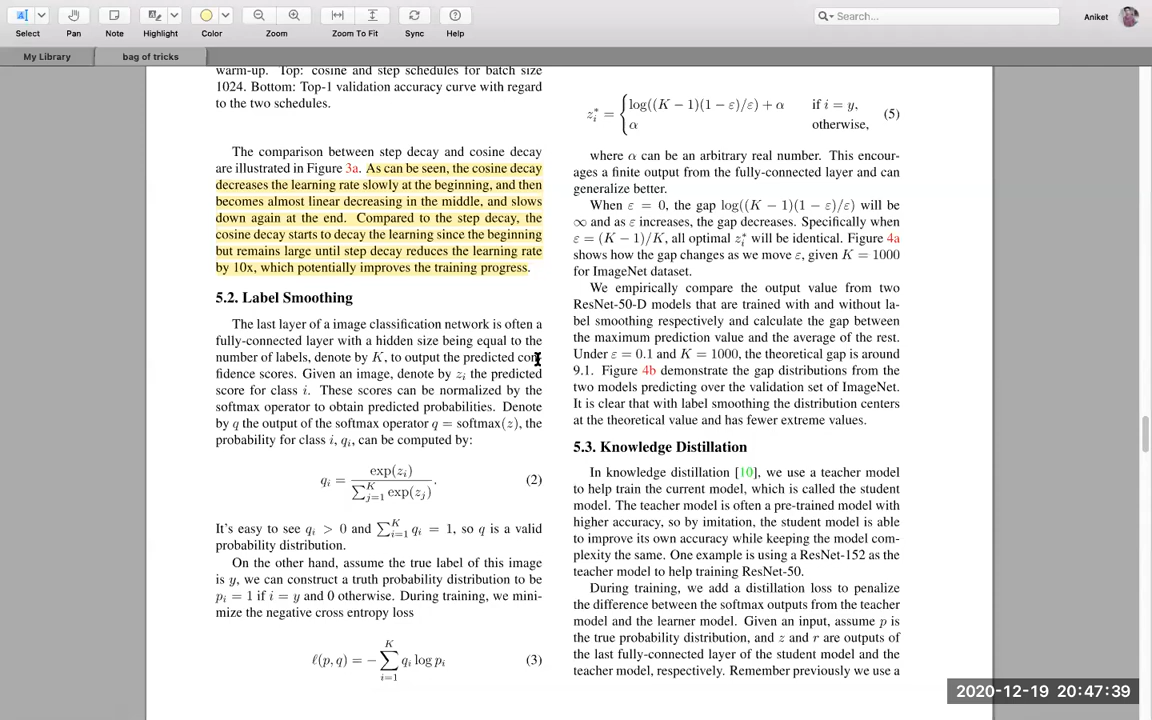 Select
Pan
Note
Highlight
Color
Zoom
Zoom To Fit
Sync
Help
Search...
Aniket
My Library
bag of tricks
warm-up. Top: cosine and step schedules for batch size
1024. Bottom: Top-1 validation accuracy curve with regard
to the two schedules.
The comparison between step decay and cosine decay
are illustrated in Figure 3a. As can be seen, the cosine decay
decreases the learning rate slowly at the beginning, and then
becomes almost linear decreasing in the middle, and slows
down again at the end. Compared to the step decay, the
cosine decay starts to decay the learning since the beginning
but remains large until step decay reduces the learning rate
by 10x, which potentially improves the training progress.
5.2. Label Smoothing
The last layer of a image classification network is often a
fully-connected layer with a hidden size being equal to the
number of labels, denote by K, to output the predicted con-
fidence scores. Given an image, denote by z_i the predicted
score for class i. These scores can be normalized by the
softmax operator to obtain predicted probabilities. Denote
by q the output of the softmax operator q = softmax(z), the
probability for class i, q_i, can be computed by:
q_i = exp(z_i) / ∑_{j=1}^{K} exp(z_j). (2)
It's easy to see q_i > 0 and ∑_{i=1}^{K} q_i = 1, so q is a valid
probability distribution.
On the other hand, assume the true label of this image
is y, we can construct a truth probability distribution to be
p_i = 1 if i = y and 0 otherwise. During training, we mini-
mize the negative cross entropy loss
ℓ(p, q) = − ∑_{i=1}^{K} q_i log p_i (3)
z_i^* = { log((K − 1)(1 − ε)/ε) + α if i = y, (5)
α otherwise,
where α can be an arbitrary real number. This encour-
ages a finite output from the fully-connected layer and can
generalize better.
When ε = 0, the gap log((K − 1)(1 − ε)/ε) will be
∞ and as ε increases, the gap decreases. Specifically when
ε = (K − 1)/K, all optimal z_i^* will be identical. Figure 4a
shows how the gap changes as we move ε, given K = 1000
for ImageNet dataset.
We empirically compare the output value from two
ResNet-50-D models that are trained with and without la-
bel smoothing respectively and calculate the gap between
the maximum prediction value and the average of the rest.
Under ε = 0.1 and K = 1000, the theoretical gap is around
9.1. Figure 4b demonstrate the gap distributions from the
two models predicting over the validation set of ImageNet.
It is clear that with label smoothing the distribution centers
at the theoretical value and has fewer extreme values.
5.3. Knowledge Distillation
In knowledge distillation [10], we use a teacher model
to help train the current model, which is called the student
model. The teacher model is often a pre-trained model with
higher accuracy, so by imitation, the student model is able
to improve its own accuracy while keeping the model com-
plexity the same. One example is using a ResNet-152 as the
teacher model to help training ResNet-50.
During training, we add a distillation loss to penalize
the difference between the softmax outputs from the teacher
model and the learner model. Given an input, assume p is
the true probability distribution, and z and r are outputs of
the last fully-connected layer of the student model and the
teacher model, respectively. Remember previously we use a
2020-12-19 20:47:39